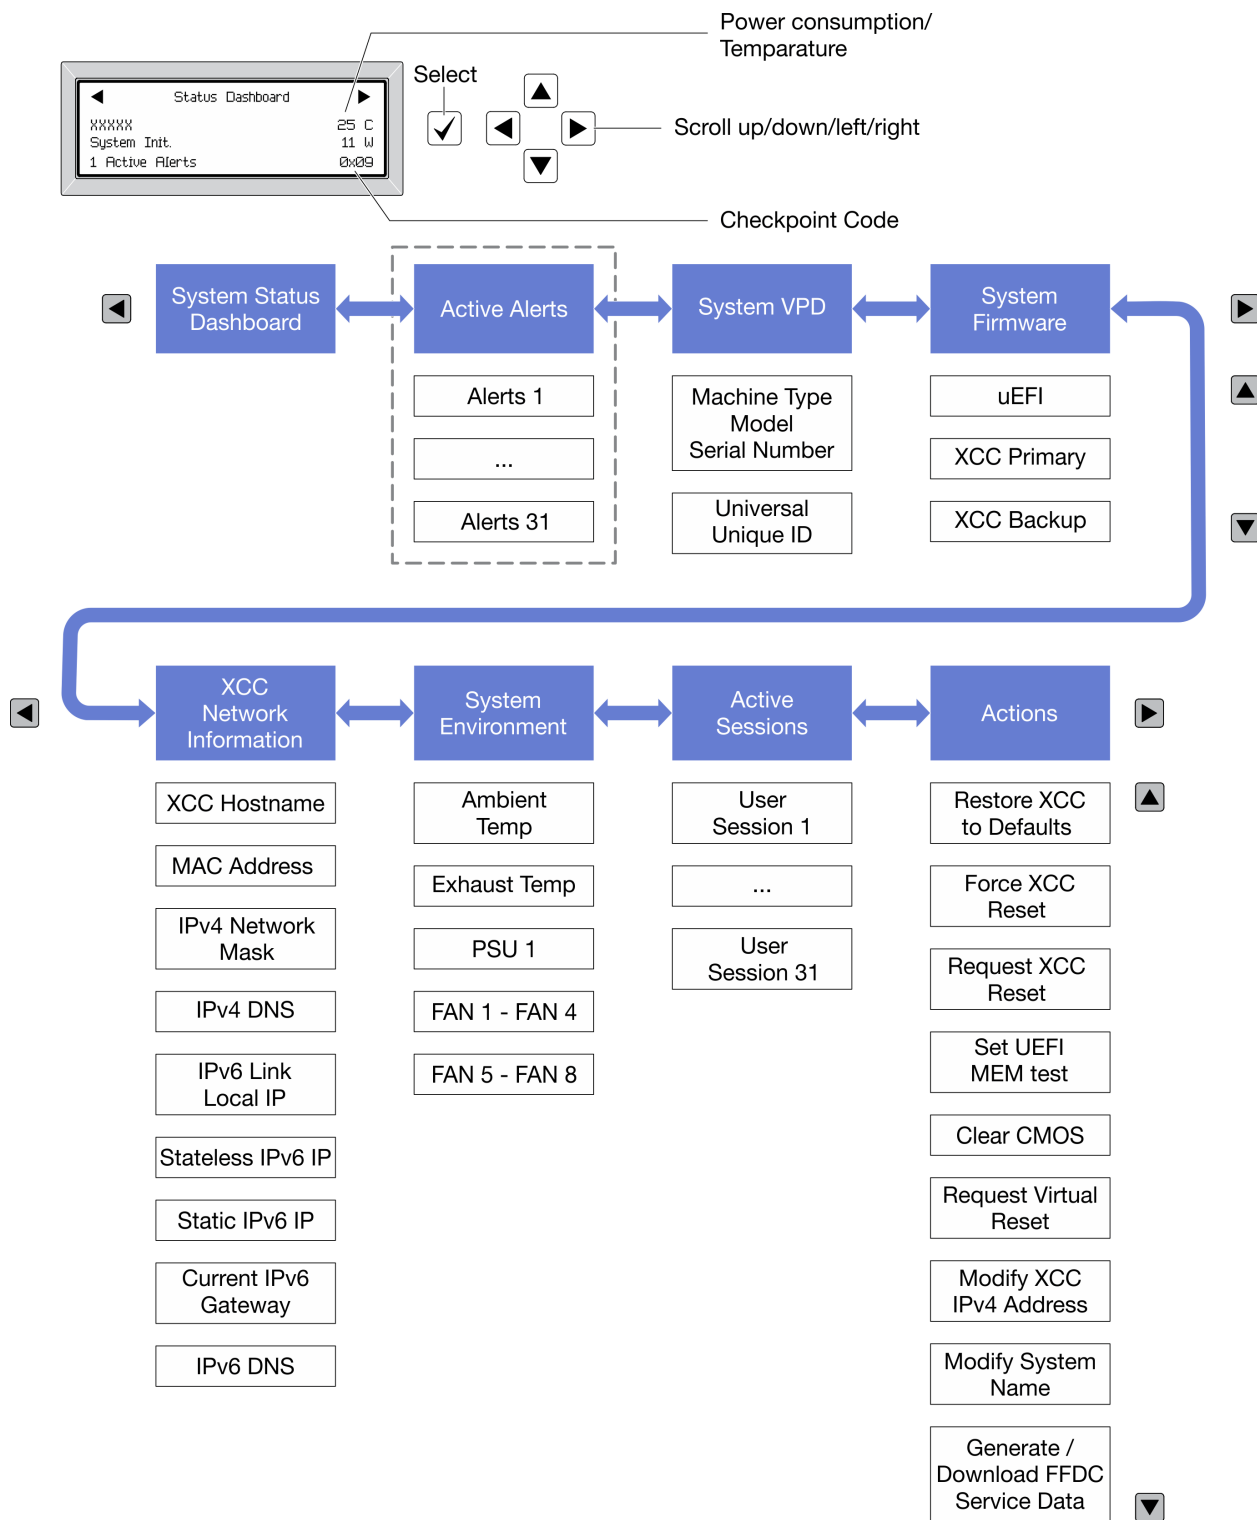 Power consumption/
Temparature
Select
Status Dashboard
XXXXX 25 C
System Init. 11 W
1 Active Alerts 0x09
Scroll up/down/left/right
Checkpoint Code
System Status
Dashboard
Active Alerts
System VPD
System
Firmware
Alerts 1
...
Alerts 31
Machine Type
Model
Serial Number
Universal
Unique ID
uEFI
XCC Primary
XCC Backup
XCC
Network
Information
System
Environment
Active
Sessions
Actions
XCC Hostname
MAC Address
IPv4 Network
Mask
IPv4 DNS
IPv6 Link
Local IP
Stateless IPv6 IP
Static IPv6 IP
Current IPv6
Gateway
IPv6 DNS
Ambient
Temp
Exhaust Temp
PSU 1
FAN 1 - FAN 4
FAN 5 - FAN 8
User
Session 1
...
User
Session 31
Restore XCC
to Defaults
Force XCC
Reset
Request XCC
Reset
Set UEFI
MEM test
Clear CMOS
Request Virtual
Reset
Modify XCC
IPv4 Address
Modify System
Name
Generate /
Download FFDC
Service Data